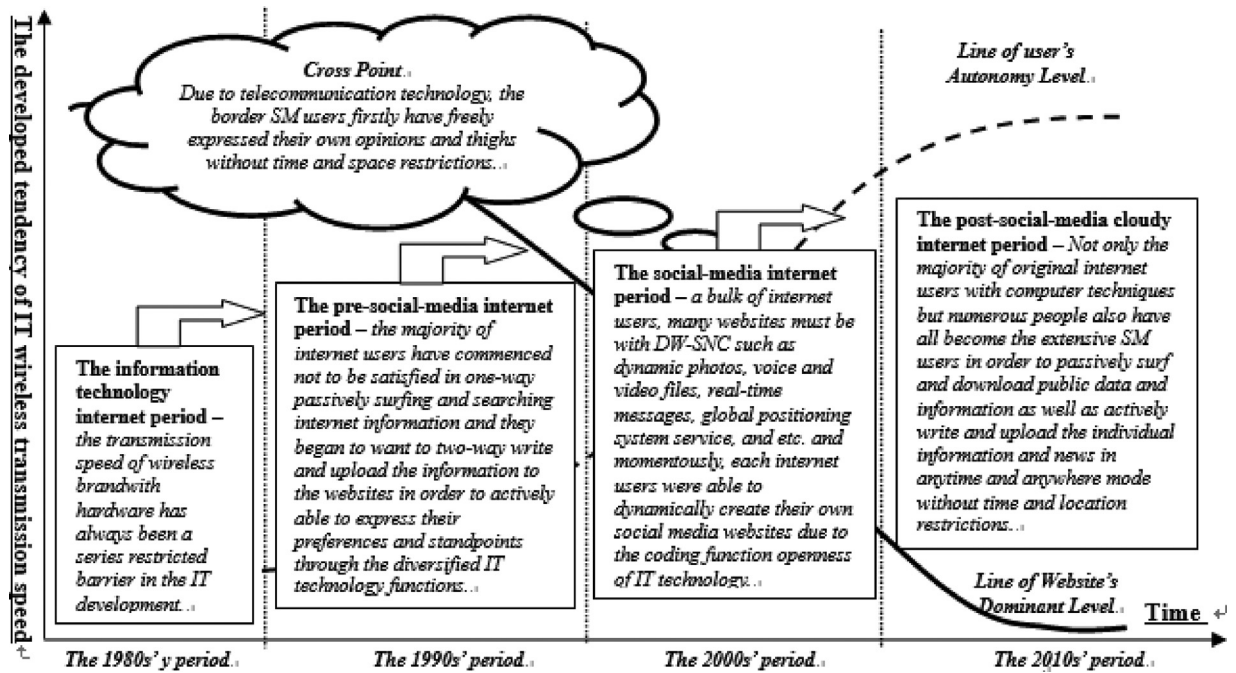 The developed tendency of IT wireless transmission speed
Cross Point.
Due to telecommunication technology, the
border SM users firstly have freely
expressed their own opinions and thighs
without time and space restrictions..
Line of user's
Autonomy Level.
The information
technology
internet period –
the transmission
speed of wireless
brandwith
hardware has
always been a
series restricted
barrier in the IT
development..
The pre-social-media internet
period – the majority of
internet users have commenced
not to be satisfied in one-way
passively surfing and searching
internet information and they
began to want to two-way write
and upload the information to
the websites in order to actively
able to express their
preferences and standpoints
through the diversified IT
technology functions..
The social-media internet
period – a bulk of internet
users, many websites must be
with DW-SNC such as
dynamic photos, voice and
video files, real-time
messages, global positioning
system service, and etc. and
momentously, each internet
users were able to
dynamically create their own
social media websites due to
the coding function openness
of IT technology..
The post-social-media cloudy
internet period – Not only the
majority of original internet
users with computer techniques
but numerous people also have
all become the extensive SM
users in order to passively surf
and download public data and
information as well as actively
write and upload the individual
information and news in
anytime and anywhere mode
without time and location
restrictions..
Line of Website's
Dominant Level.
Time
The 1980s' y period.
The 1990s' period.
The 2000s' period.
The 2010s' period.